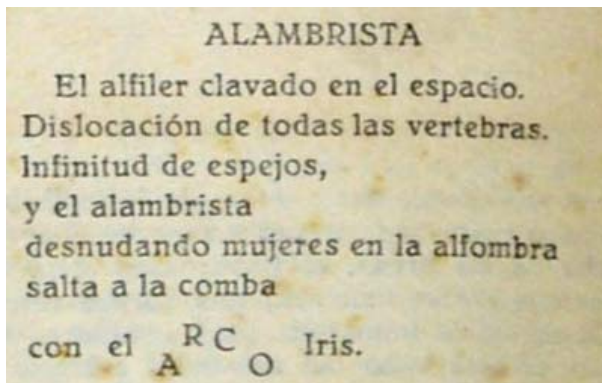 ALAMBRISTA
El alfiler clavado en el espacio.
Dislocación de todas las vertebras.
Infinitud de espejos,
y el alambrista
desnudando mujeres en la alfombra
salta a la comba
con el ARCO Iris.